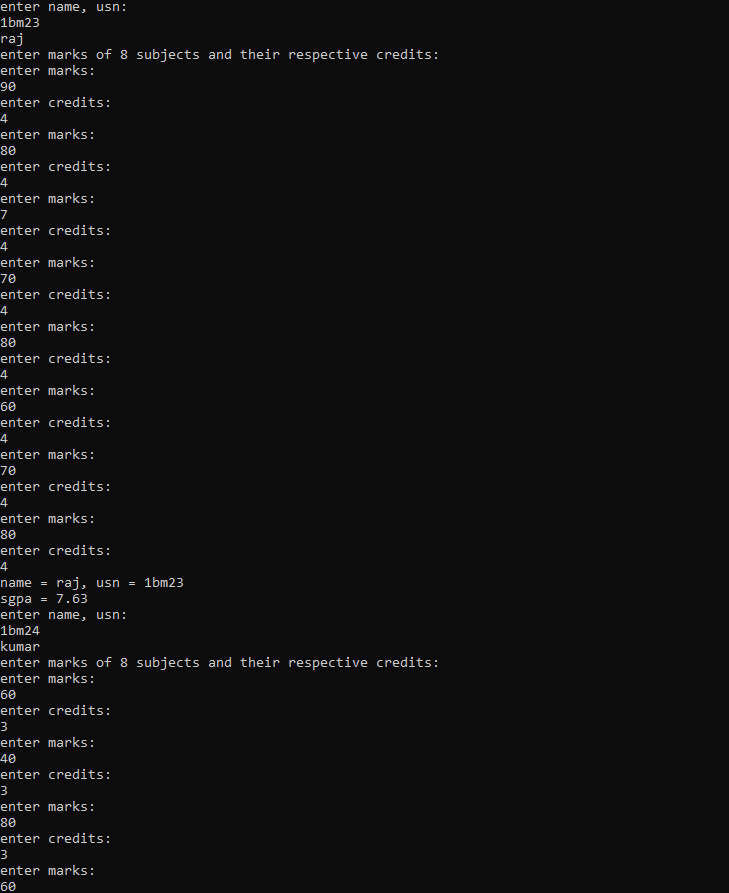 enter name, usn:
1bm23
raj
enter marks of 8 subjects and their respective credits:
enter marks:
90
enter credits:
4
enter marks:
80
enter credits:
4
enter marks:
7
enter credits:
4
enter marks:
70
enter credits:
4
enter marks:
80
enter credits:
4
enter marks:
60
enter credits:
4
enter marks:
70
enter credits:
4
enter marks:
80
enter credits:
4
name = raj, usn = 1bm23
sgpa = 7.63
enter name, usn:
1bm24
kumar
enter marks of 8 subjects and their respective credits:
enter marks:
60
enter credits:
3
enter marks:
40
enter credits:
3
enter marks:
80
enter credits:
3
enter marks:
60